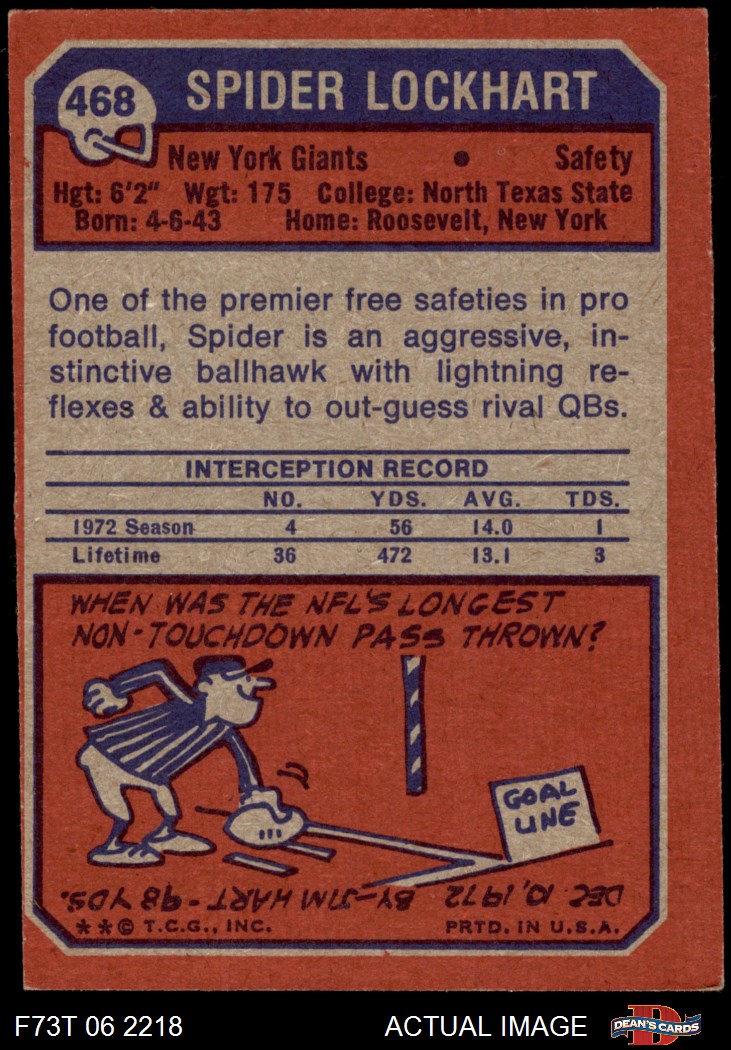 468
SPIDER LOCKHART
New York Giants • Safety
Hgt: 6'2" Wgt: 175 College: North Texas State
Born: 4-6-43 Home: Roosevelt, New York
One of the premier free safeties in pro
football, Spider is an aggressive, in-
stinctive ballhawk with lightning re-
flexes & ability to out-guess rival QBs.
INTERCEPTION RECORD
NO. YDS. AVG. TDS.
1972 Season 4 56 14.0 1
Lifetime 36 472 13.1 3
WHEN WAS THE NFL'S LONGEST
NON-TOUCHDOWN PASS THROWN?
GOAL
LINE
DEC 10, 1972 BY-JIM HART-98 YDS.
**© T.C.G., INC. PRTD. IN U.S.A.
F73T 06 2218 ACTUAL IMAGE
D
DEAN'S CARDS